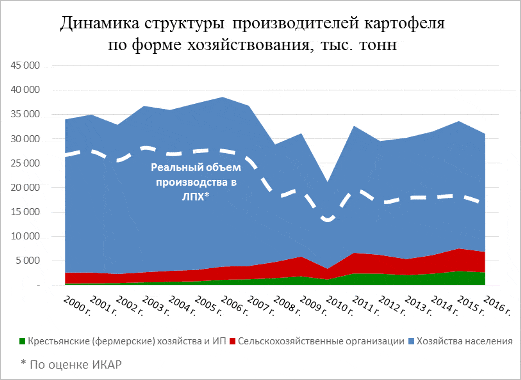 Динамика структуры производителей картофеля
по форме хозяйствования, тыс. тонн
45 000
40 000
35 000
30 000
25 000
20 000
15 000
10 000
5 000
-
Реальный объем
производства в
ЛПХ*
2000 г. 2001 г. 2002 г. 2003 г. 2004 г. 2005 г. 2006 г. 2007 г. 2008 г. 2009 г. 2010 г. 2011 г. 2012 г. 2013 г. 2014 г. 2015 г. 2016 г.
Крестьянские (фермерские) хозяйства и ИП Сельскохозяйственные организации Хозяйства населения
* По оценке ИКАР